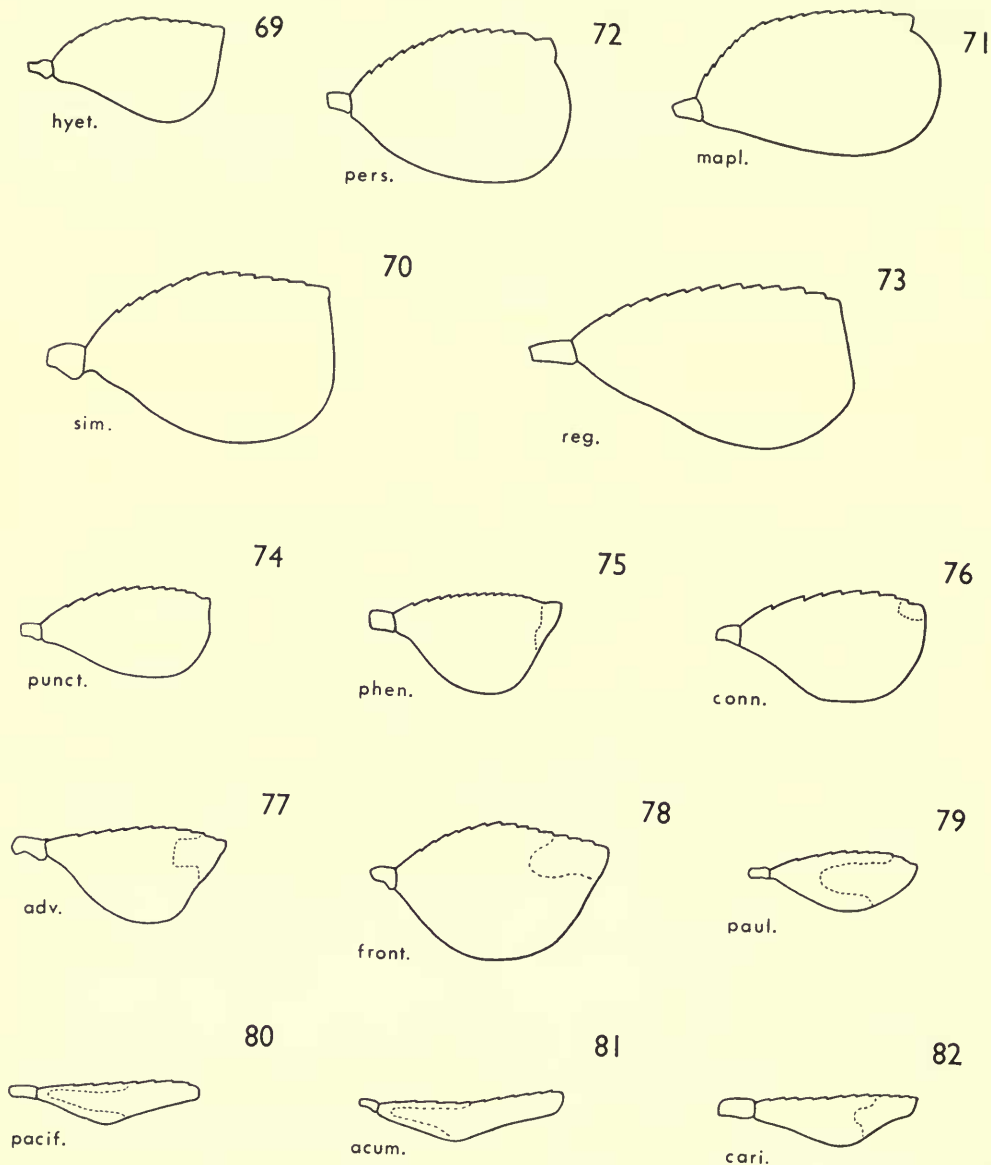 69
hyet.
72
pers.
71
mapl.
70
sim.
73
reg.
74
punct.
75
phen.
76
conn.
77
adv.
78
front.
79
paul.
80
pacif.
81
acum.
82
cari.